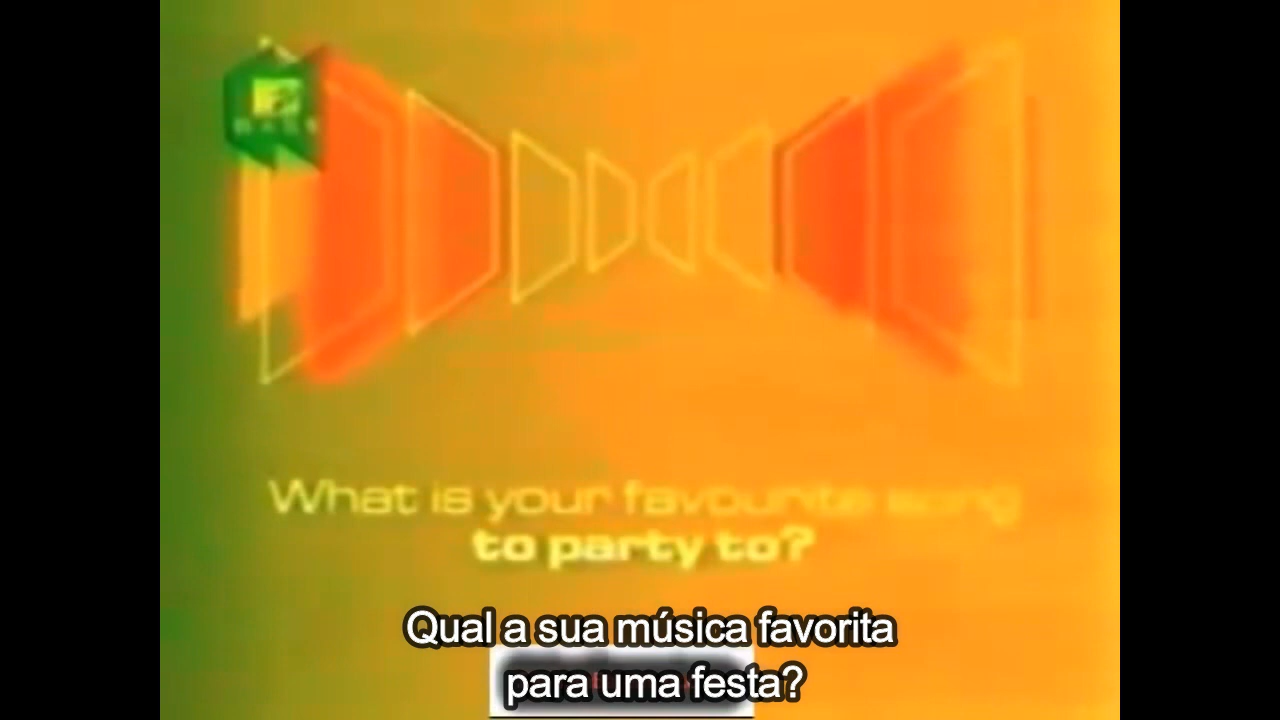 What is your favourite song
to party to?
Qual a sua música favorita
para uma festa?